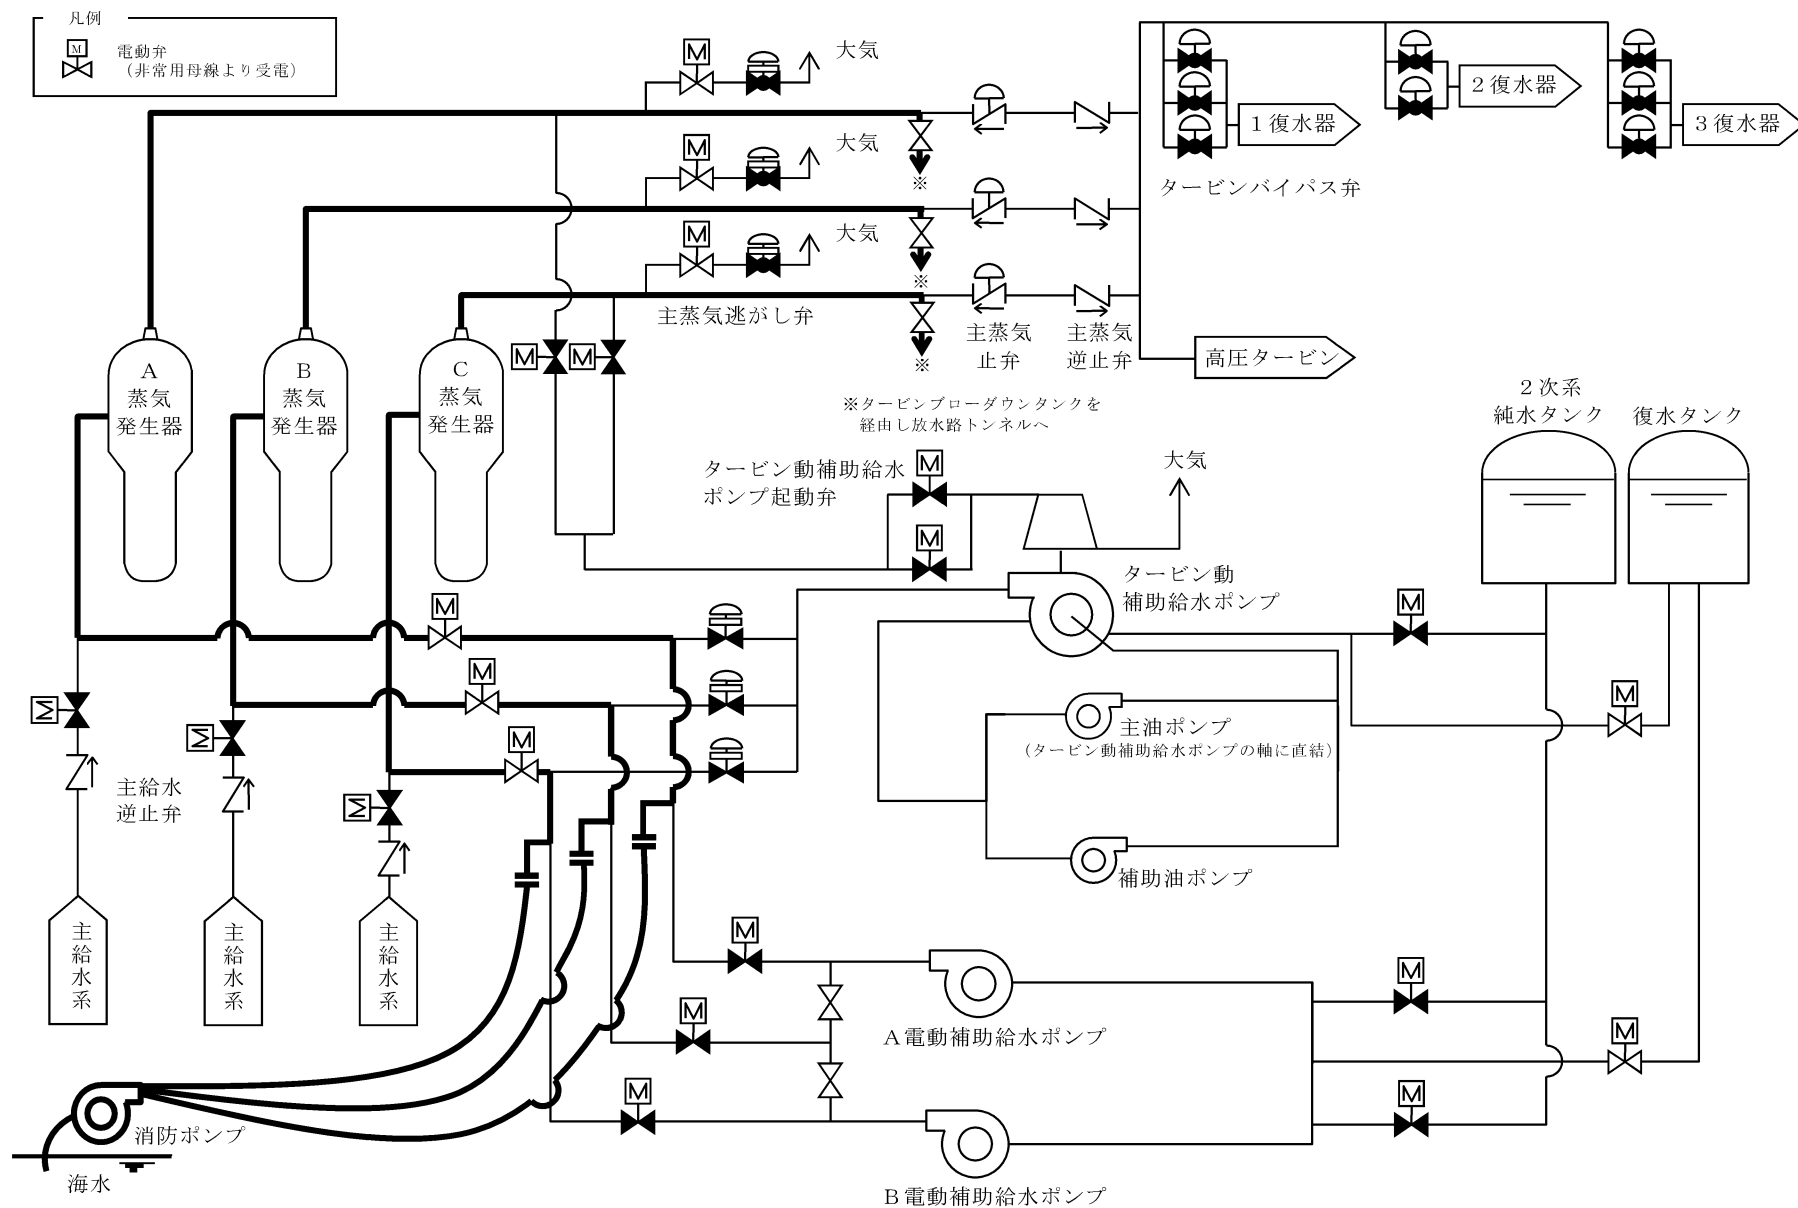 凡例
M
電動弁
（非常用母線より受電）
M
大気
M
大気
M
大気
主蒸気逃がし弁
※
※
※
主蒸気
止弁
主蒸気
逆止弁
1復水器
2復水器
3復水器
タービンバイパス弁
高圧タービン
※タービンブローダウンタンクを
経由し放水路トンネルへ
A
蒸気
発生器
B
蒸気
発生器
C
蒸気
発生器
M
M
タービン動補助給水
ポンプ起動弁
M
M
大気
2次系
純水タンク
復水タンク
タービン動
補助給水ポンプ
M
M
M
M
M
主油ポンプ
（タービン動補助給水ポンプの軸に直結）
補助油ポンプ
M
M
M
主給水
逆止弁
主給水系
主給水系
主給水系
M
M
M
A電動補助給水ポンプ
B電動補助給水ポンプ
M
M
M
消防ポンプ
海水